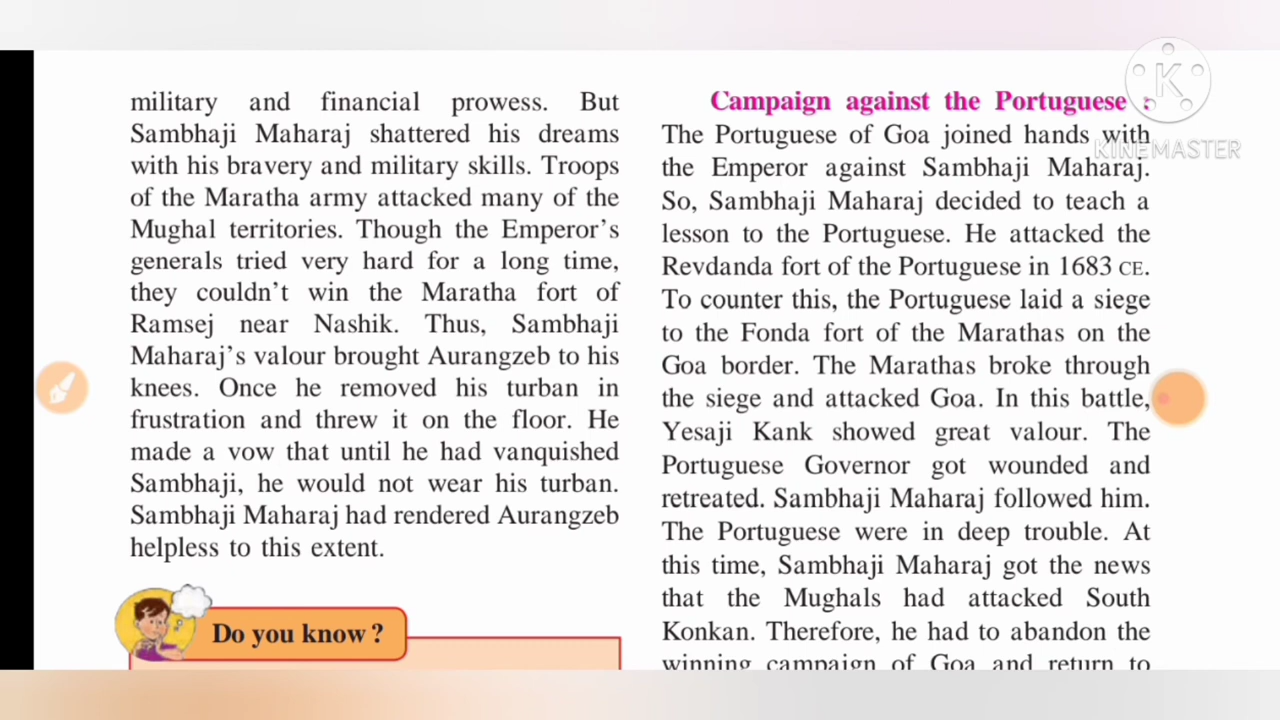 military and financial prowess. But
Sambhaji Maharaj shattered his dreams
with his bravery and military skills. Troops
of the Maratha army attacked many of the
Mughal territories. Though the Emperor's
generals tried very hard for a long time,
they couldn't win the Maratha fort of
Ramsej near Nashik. Thus, Sambhaji
Maharaj's valour brought Aurangzeb to his
knees. Once he removed his turban in
frustration and threw it on the floor. He
made a vow that until he had vanquished
Sambhaji, he would not wear his turban.
Sambhaji Maharaj had rendered Aurangzeb
helpless to this extent.
Do you know ?
Campaign against the Portuguese :
The Portuguese of Goa joined hands with
the Emperor against Sambhaji Maharaj.
So, Sambhaji Maharaj decided to teach a
lesson to the Portuguese. He attacked the
Revdanda fort of the Portuguese in 1683 CE.
To counter this, the Portuguese laid a siege
to the Fonda fort of the Marathas on the
Goa border. The Marathas broke through
the siege and attacked Goa. In this battle,
Yesaji Kank showed great valour. The
Portuguese Governor got wounded and
retreated. Sambhaji Maharaj followed him.
The Portuguese were in deep trouble. At
this time, Sambhaji Maharaj got the news
that the Mughals had attacked South
Konkan. Therefore, he had to abandon the
winning campaign of Goa and return to
K
KINEMASTER